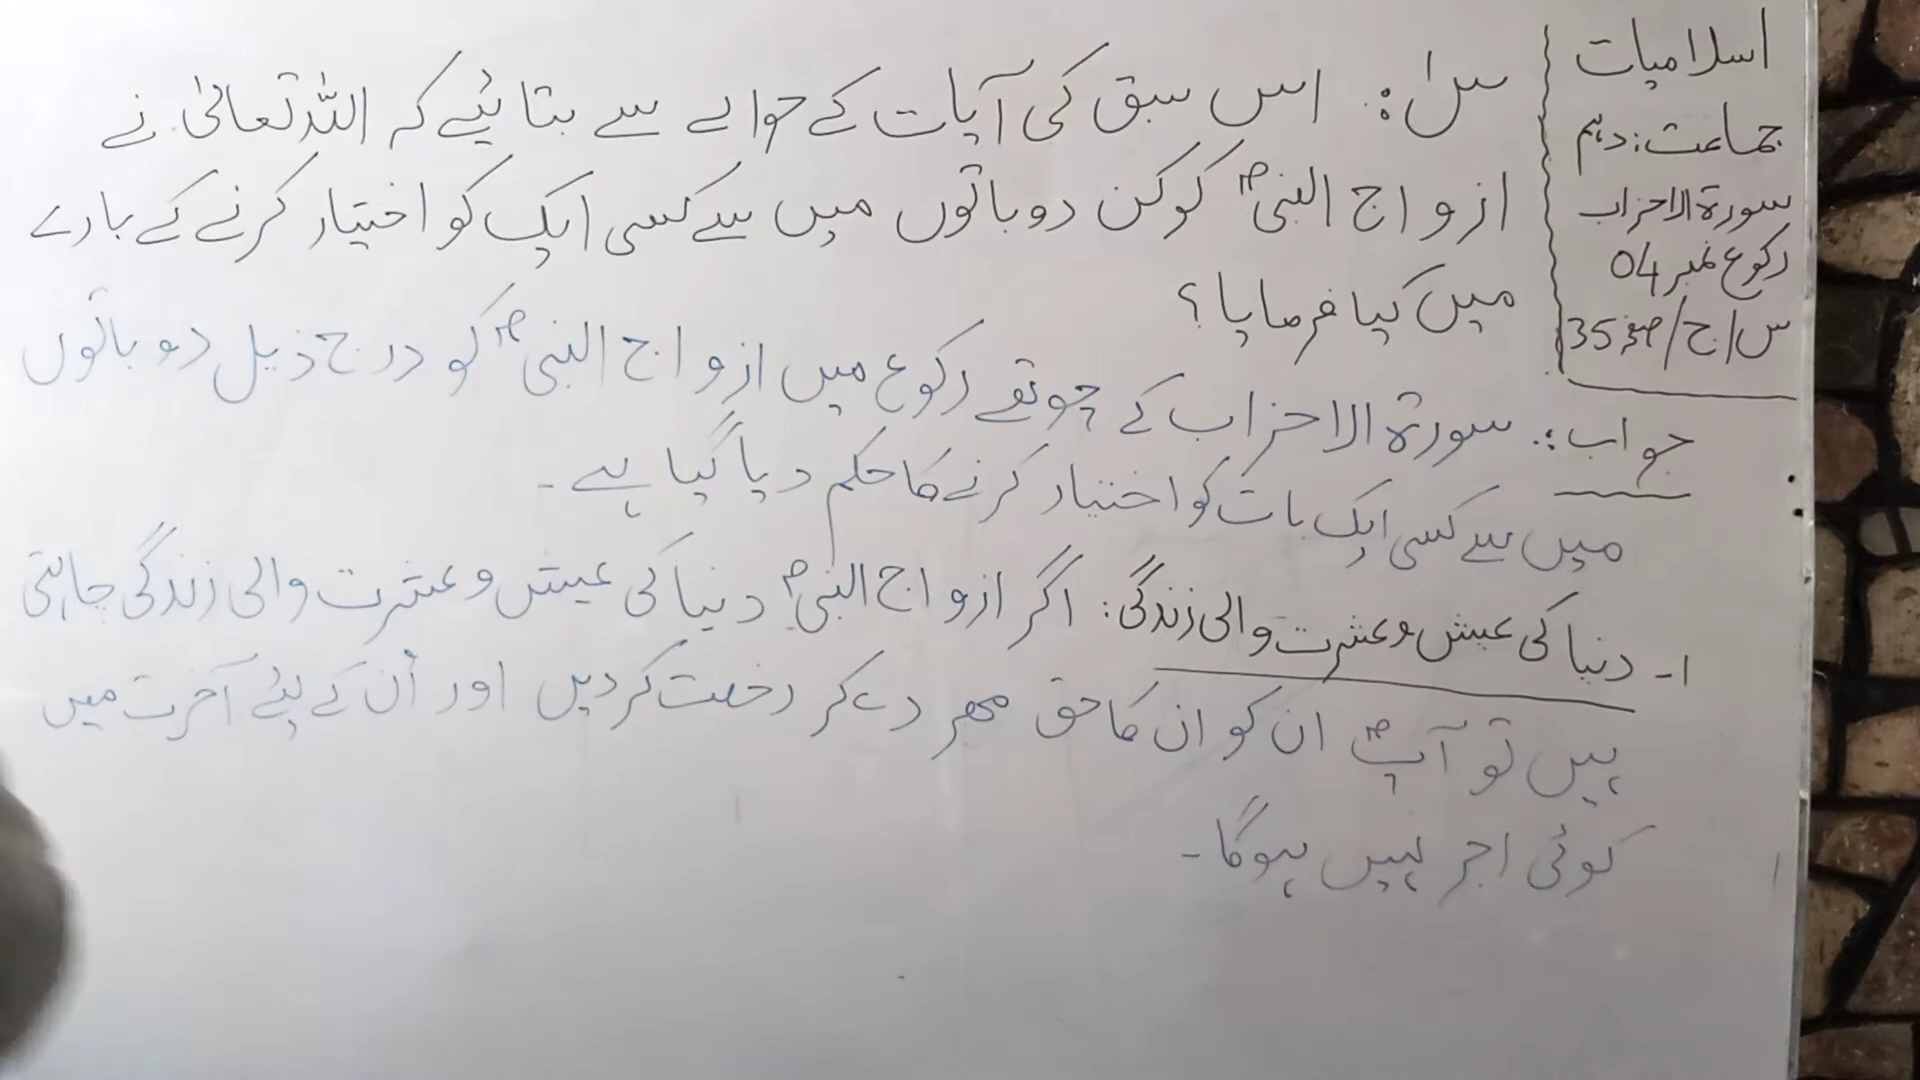 اسلامیات
جماعت: دہم
سورۃ الاحزاب
رکوع نمبر 04
س/ج/صفحہ 35
س۱: اس سبق کی آیات کے حوالے سے بتائیے کہ اللہ تعالیٰ نے
ازواج النبیؐ کو کن دو باتوں میں سے کسی ایک کو اختیار کرنے کے بارے
میں کیا فرمایا؟
جواب: سورۃ الاحزاب کے چوتھے رکوع میں ازواج النبیؐ کو درج ذیل دو باتوں
میں سے کسی ایک بات کو اختیار کرنے کا حکم دیا گیا ہے۔
۱۔ دنیا کی عیش و عشرت والی زندگی: اگر ازواج النبیؐ دنیا کی عیش و عشرت والی زندگی چاہتی
ہیں تو آپؐ ان کو ان کا حق مہر دے کر رخصت کر دیں اور اُن کے لئے آخرت میں
کوئی اجر نہیں ہوگا۔